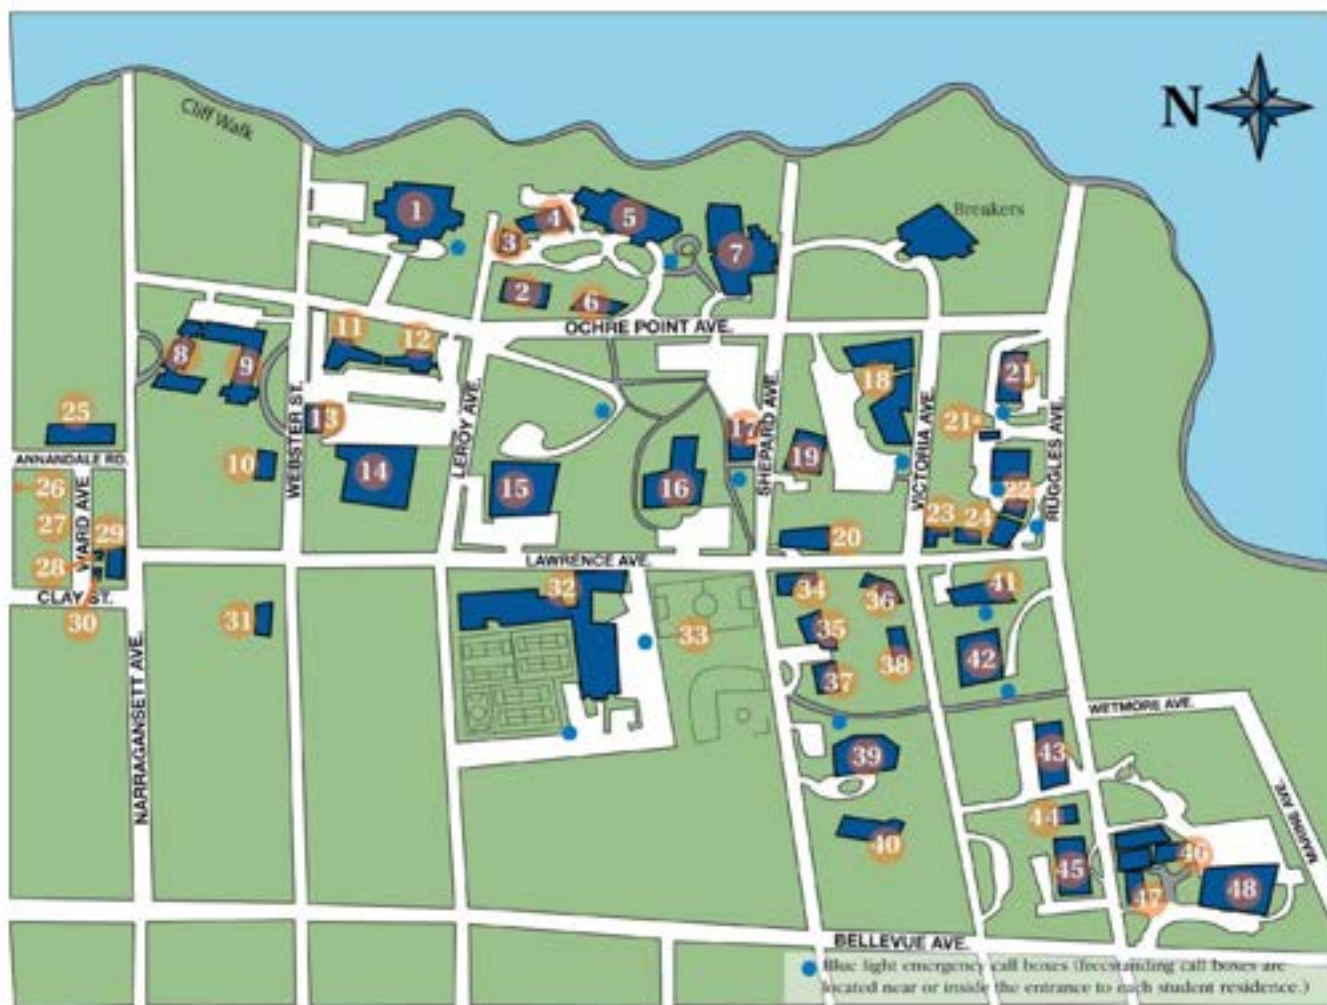 N
Cliff Walk
Breakers
1
2
3
4
5
6
7
OCHRE POINT AVE.
8
9
10
11
12
13
14
15
16
17
18
19
20
21
21a
22
23
24
25
ANNANDALE RD.
26
27
28
29
WARD AVE
CLAY ST.
30
31
WEBSTER ST.
LEROY AVE.
SHEPARD AVE.
VICTORIA AVE.
RUGGLES AVE.
LAWRENCE AVE.
32
33
34
35
36
37
38
39
40
41
42
NARRAGANSETT AVE.
WETMORE AVE.
MARINE AVE.
43
44
45
46
47
48
BELLEVUE AVE.
Blue light emergency call boxes (freestanding call boxes are
located near or inside the entrance to each student residence.)